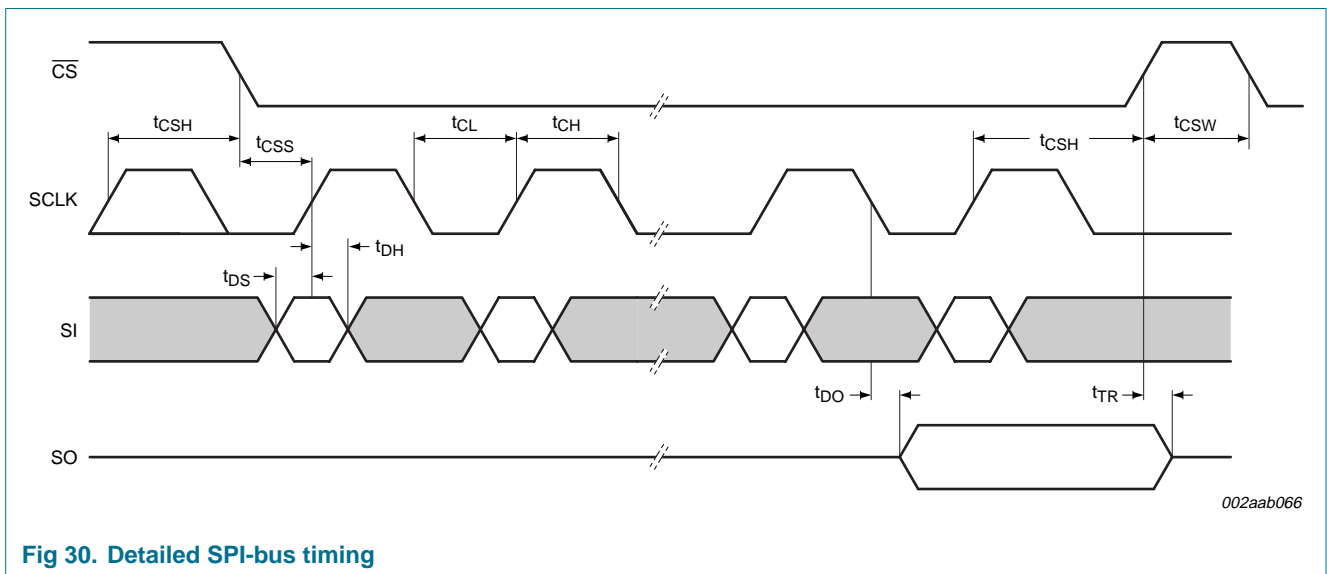 CS
tCSH
tCSS
tCL
tCH
tCSH
tCSW
SCLK
tDH
tDS
SI
tDO
tTR
SO
002aab066
Fig 30. Detailed SPI-bus timing